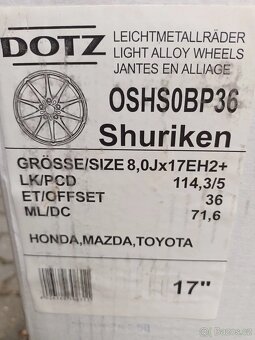 DOTZ
LEICHTMETALLRÄDER
LIGHT ALLOY WHEELS
JANTES EN ALLIAGE
OSHS0BP36
Shuriken
GRÖSSE/SIZE 8,0Jx17EH2+
LK/PCD 114,3/5
ET/OFFSET 36
ML/DC 71,6
HONDA,MAZDA,TOYOTA
17"